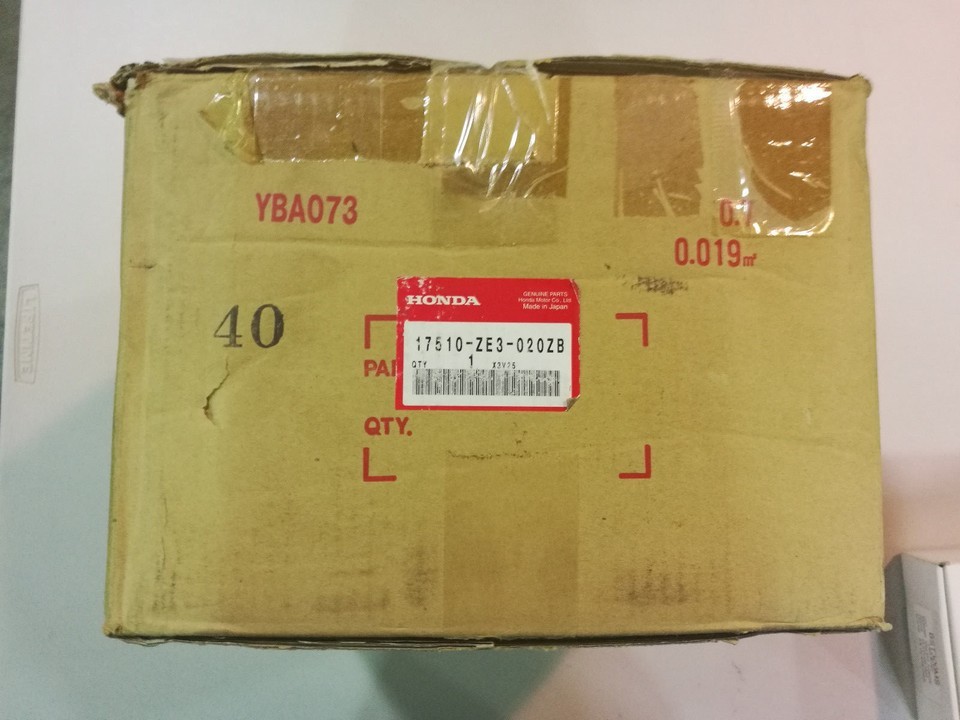 YBA073
0.7
0.019㎥
40
HONDA
GENUINE PARTS
Honda Motor Co., Ltd
Made in Japan
17510-ZE3-020ZB
QTY 1 X3V25
PAR
QTY.